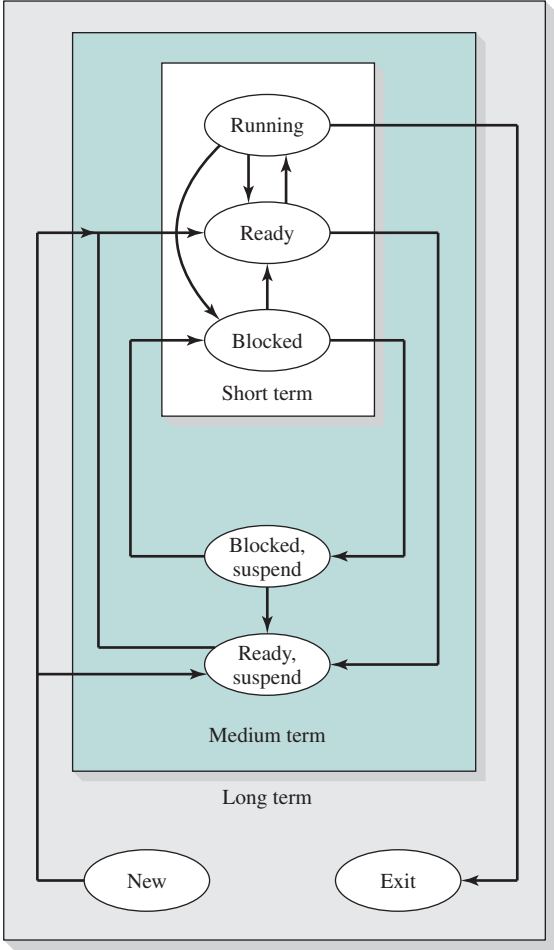 Running
Ready
Blocked
Short term
Blocked,
suspend
Ready,
suspend
Medium term
Long term
New
Exit